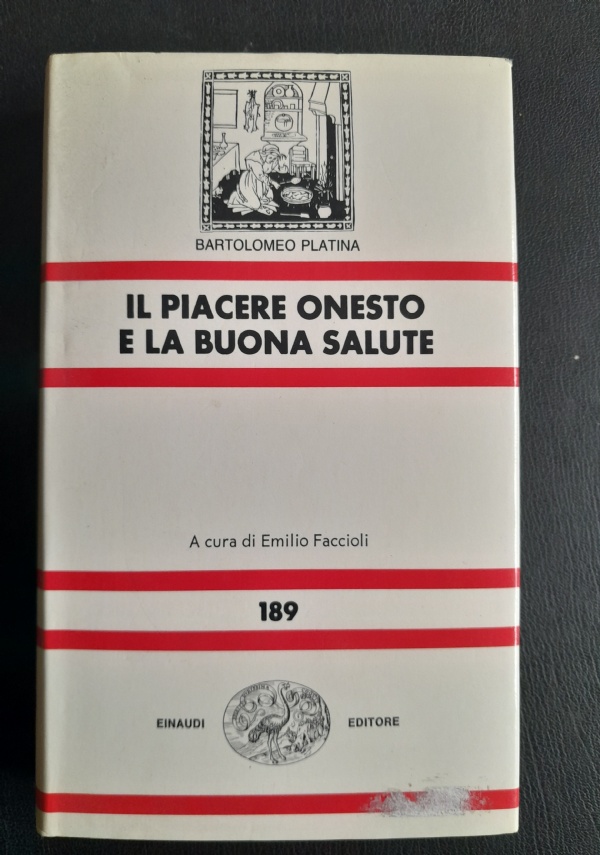 BARTOLOMEO PLATINA
IL PIACERE ONESTO
E LA BUONA SALUTE
A cura di Emilio Faccioli
189
EINAUDI EDITORE